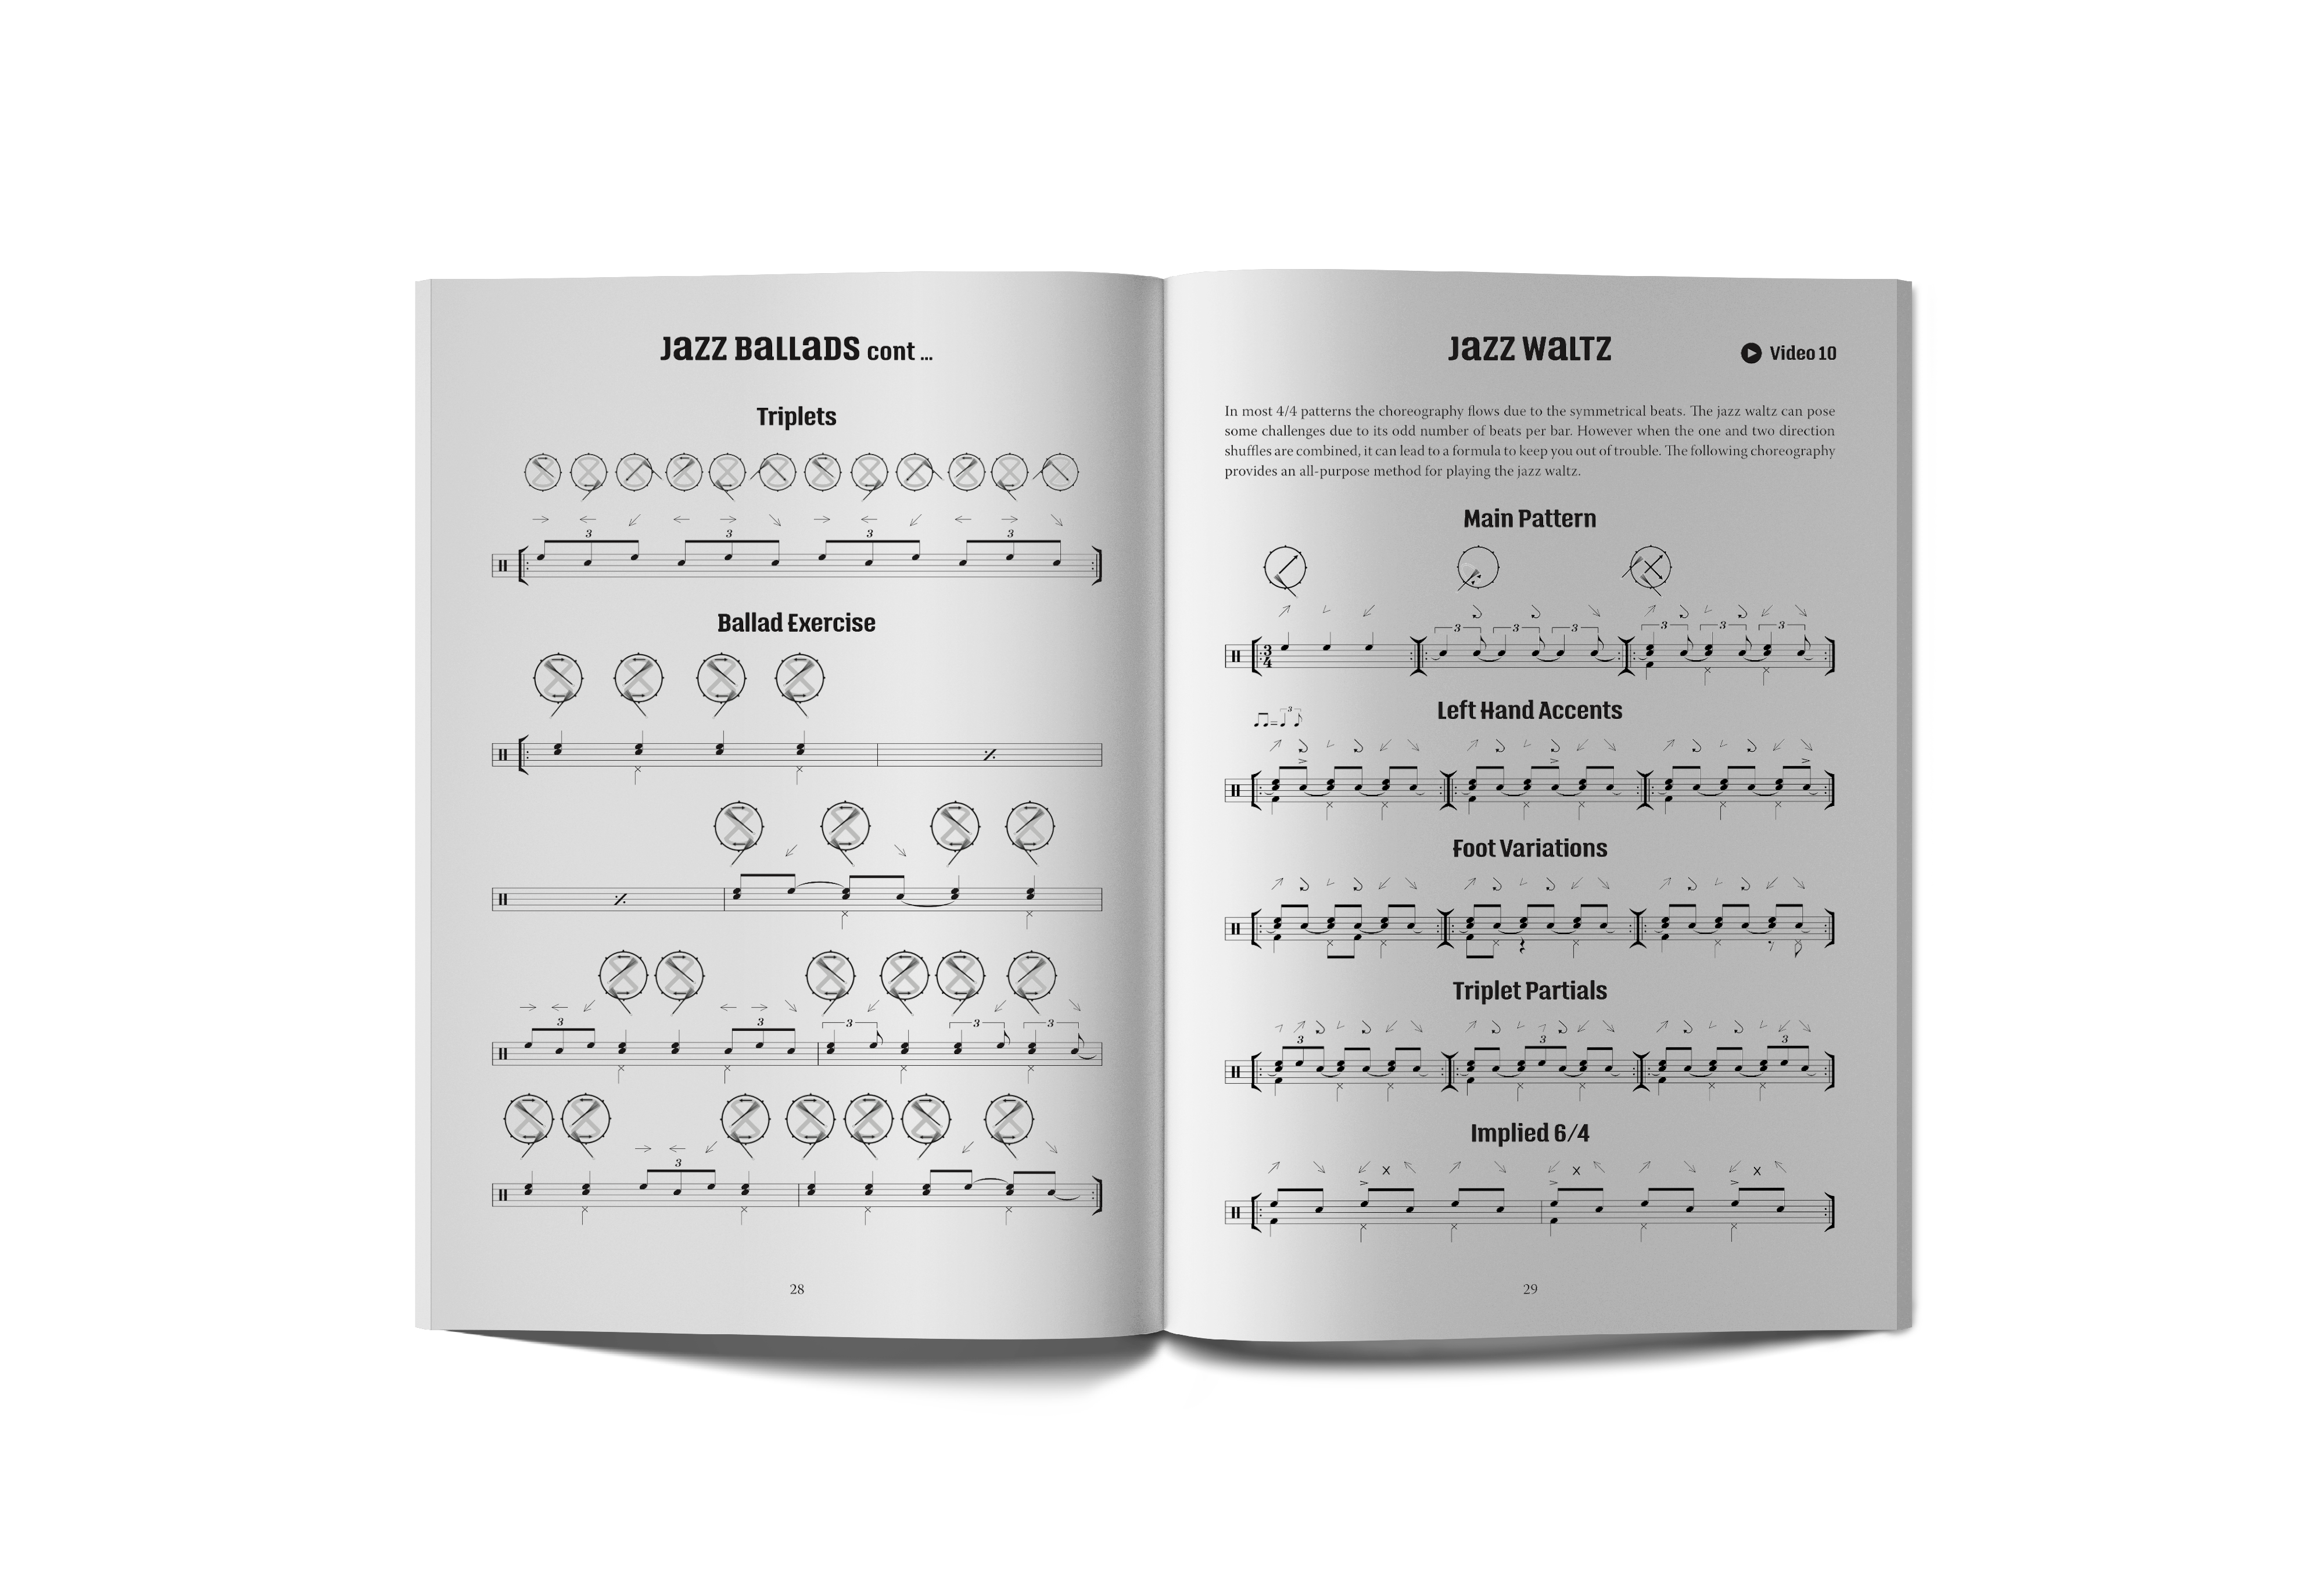 Jazz Ballads cont ...
Triplets
3 3 3 3
Ballad Exercise
3 3 3 3 3
3
28
Jazz Waltz
Video 10
In most 4/4 patterns the choreography flows due to the symmetrical beats. The jazz waltz can pose
some challenges due to its odd number of beats per bar. However when the one and two direction
shuffles are combined, it can lead to a formula to keep you out of trouble. The following choreography
provides an all-purpose method for playing the jazz waltz.
Main Pattern
3 3 3 3 3 3
3
4
Left Hand Accents
= 3
Foot Variations
Triplet Partials
3 3 3
Implied 6/4
x x x x
29